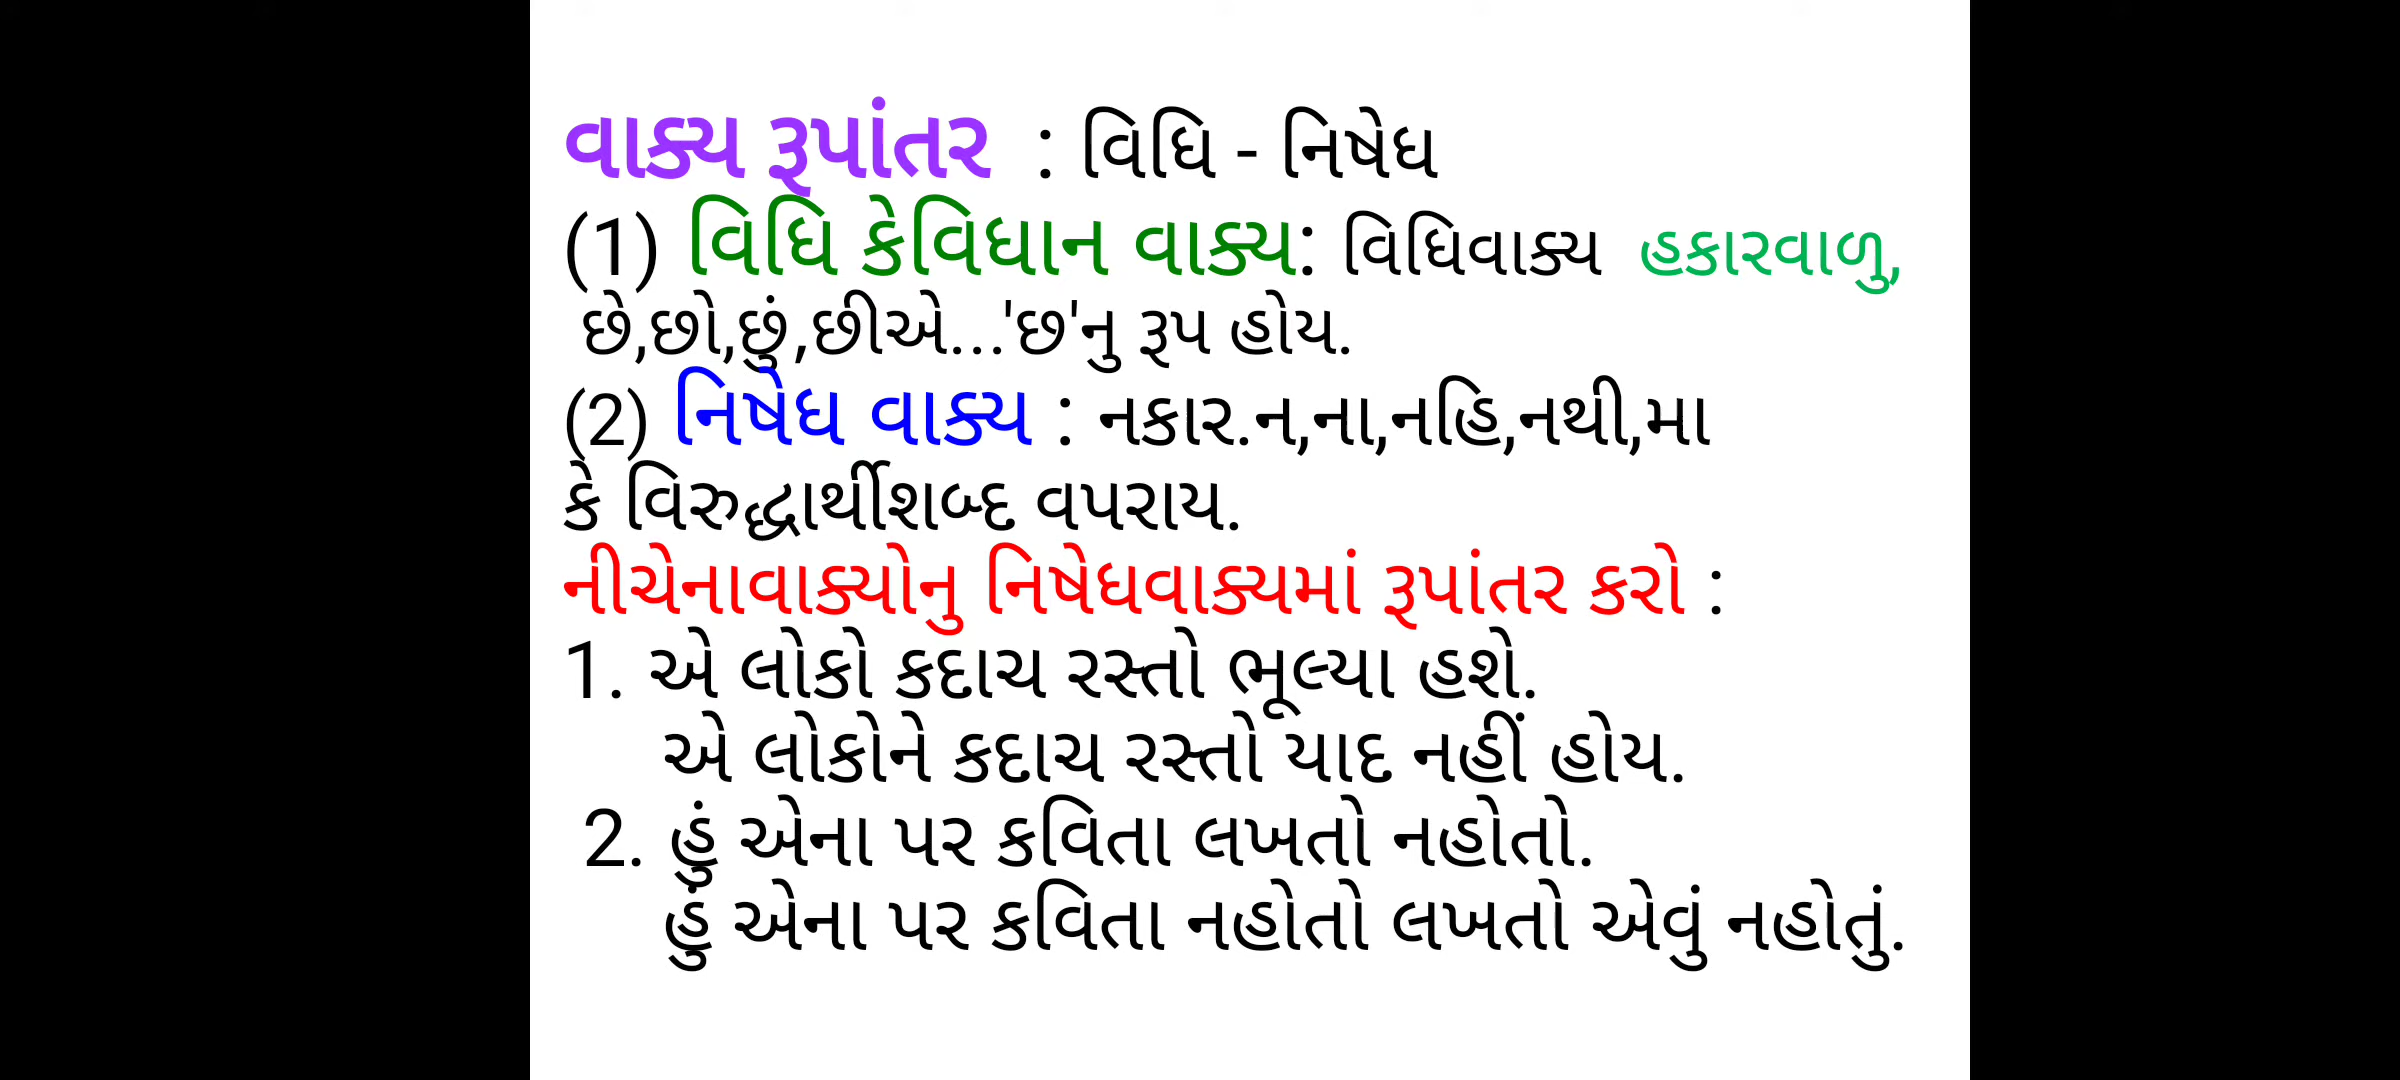 વાક્ય રૂપાંતર : વિધિ - નિષેધ
(1) વિધિ કેવિધાન વાક્ય: વિધિવાક્ય હકારવાળુ,
છે,છો,છું,છીએ...'છ'નુ રૂપ હોય.
(2) નિષેધ વાક્ય : નકાર.ન,ના,નહિ,નથી,મા
કે વિરુદ્ધાર્થીશબ્દ વપરાય.
નીચેનાવાક્યોનુ નિષેધવાક્યમાં રૂપાંતર કરો :
1. એ લોકો કદાચ રસ્તો ભૂલ્યા હશે.
એ લોકોને કદાચ રસ્તો યાદ નહીં હોય.
2. હું એના પર કવિતા લખતો નહોતો.
હું એના પર કવિતા નહોતો લખતો એવું નહોતું.